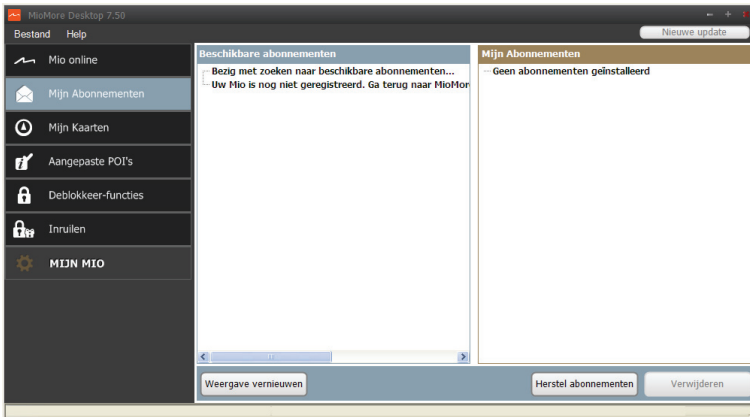 MioMore Desktop 7.50
Bestand Help
Nieuwe update
Mio online
Mijn Abonnementen
Mijn Kaarten
Aangepaste POI's
Deblokkeer-functies
Inruilen
MIJN MIO
Beschikbare abonnementen
Bezig met zoeken naar beschikbare abonnementen...
Uw Mio is nog niet geregistreerd. Ga terug naar MioMor
Mijn Abonnementen
Geen abonnementen geïnstalleerd
Weergave vernieuwen
Herstel abonnementen
Verwijderen